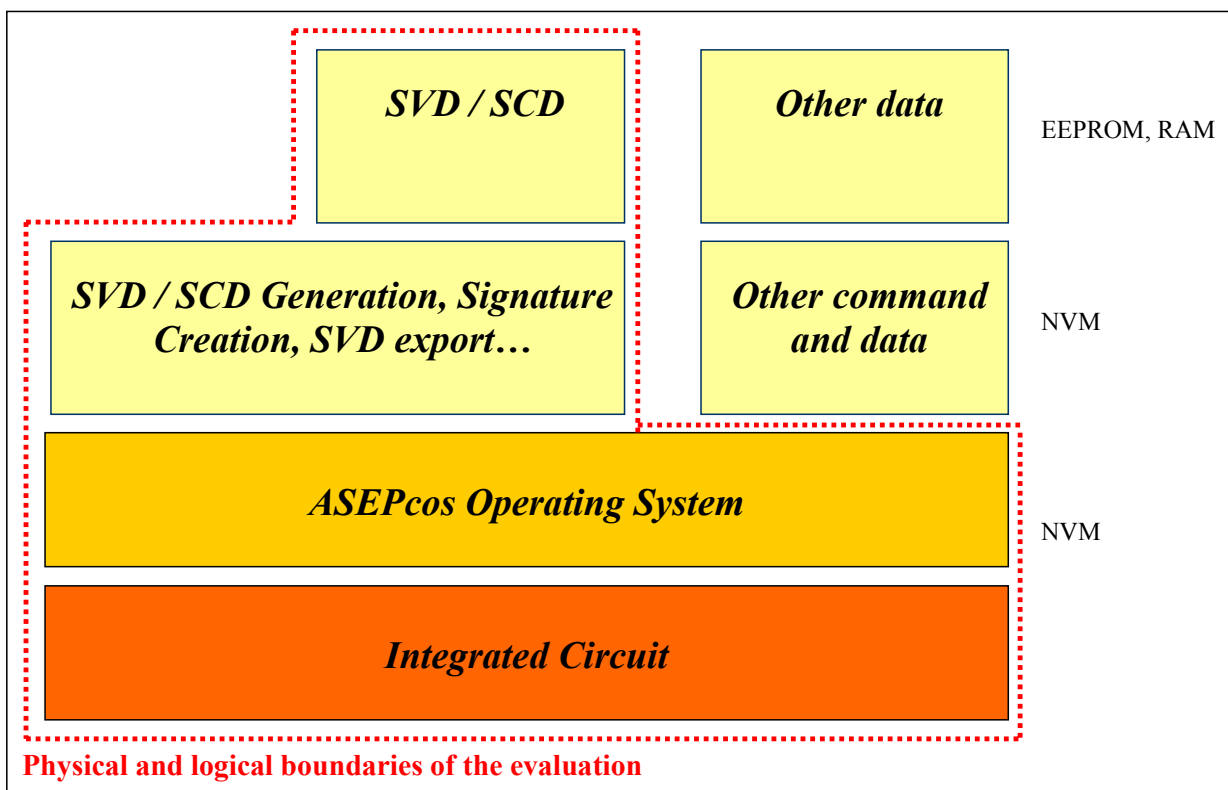 SVD / SCD
Other data
EEPROM, RAM
SVD / SCD Generation, Signature
Creation, SVD export…
Other command
and data
NVM
ASEPcos Operating System
NVM
Integrated Circuit
Physical and logical boundaries of the evaluation